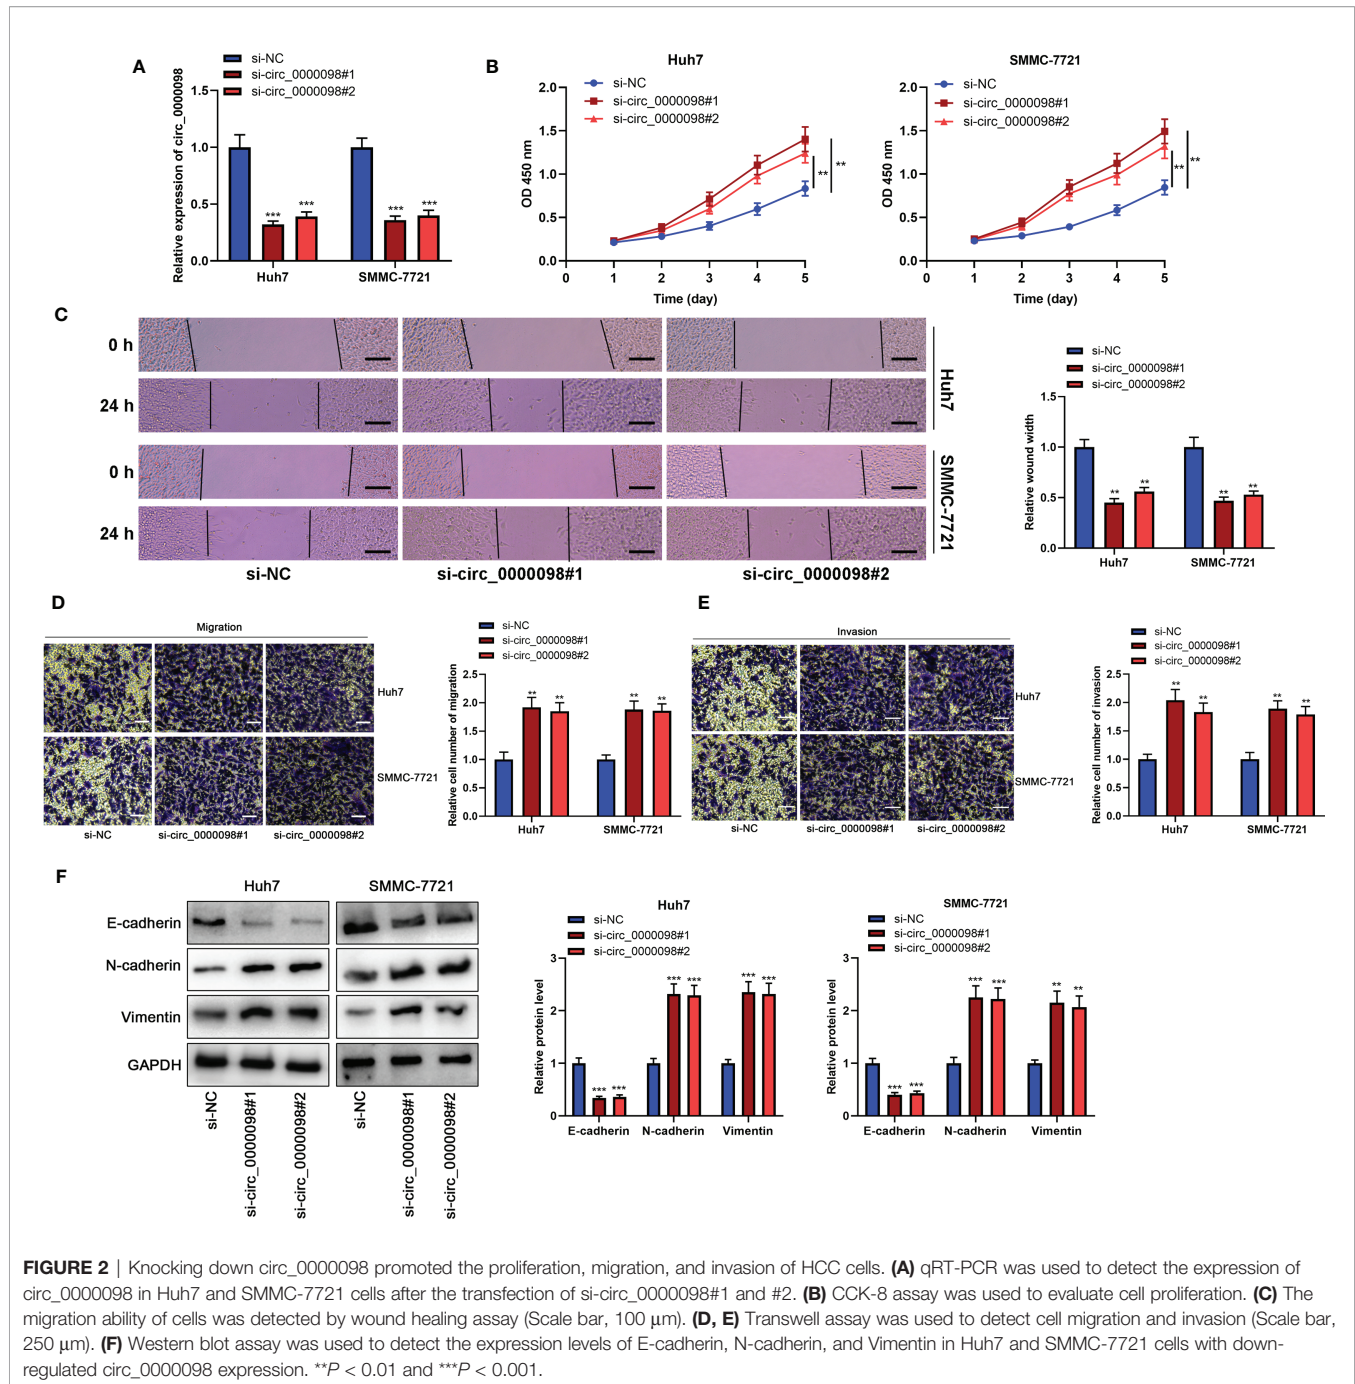 A
si-NC
si-circ_0000098#1
si-circ_0000098#2
Relative expression of circ_0000098
1.5
1.0
0.5
0.0
***
***
***
***
Huh7
SMMC-7721
B
Huh7
si-NC
si-circ_0000098#1
si-circ_0000098#2
OD 450 nm
2.0
1.5
1.0
0.5
0.0
0 1 2 3 4 5
Time (day)
**
**
SMMC-7721
si-NC
si-circ_0000098#1
si-circ_0000098#2
OD 450 nm
2.0
1.5
1.0
0.5
0.0
0 1 2 3 4 5
Time (day)
**
**
C
0 h
24 h
0 h
24 h
Huh7
SMMC-7721
si-NC
si-circ_0000098#1
si-circ_0000098#2
si-NC
si-circ_0000098#1
si-circ_0000098#2
Relative wound width
1.5
1.0
0.5
0.0
**
**
**
**
Huh7
SMMC-7721
D
Migration
Huh7
SMMC-7721
si-NC
si-circ_0000098#1
si-circ_0000098#2
si-NC
si-circ_0000098#1
si-circ_0000098#2
Relative cell number of migration
2.5
2.0
1.5
1.0
0.5
0.0
**
**
**
**
Huh7
SMMC-7721
E
Invasion
Huh7
SMMC-7721
si-NC
si-circ_0000098#1
si-circ_0000098#2
si-NC
si-circ_0000098#1
si-circ_0000098#2
Relative cell number of invasion
2.5
2.0
1.5
1.0
0.5
0.0
**
**
**
**
Huh7
SMMC-7721
F
Huh7
SMMC-7721
E-cadherin
N-cadherin
Vimentin
GAPDH
si-NC
si-circ_0000098#1
si-circ_0000098#2
si-NC
si-circ_0000098#1
si-circ_0000098#2
Huh7
si-NC
si-circ_0000098#1
si-circ_0000098#2
Relative protein level
3
2
1
0
***
***
***
***
***
***
E-cadherin
N-cadherin
Vimentin
SMMC-7721
si-NC
si-circ_0000098#1
si-circ_0000098#2
Relative protein level
3
2
1
0
***
***
***
***
**
**
E-cadherin
N-cadherin
Vimentin
FIGURE 2 | Knocking down circ_0000098 promoted the proliferation, migration, and invasion of HCC cells. (A) qRT-PCR was used to detect the expression of
circ_0000098 in Huh7 and SMMC-7721 cells after the transfection of si-circ_0000098#1 and #2. (B) CCK-8 assay was used to evaluate cell proliferation. (C) The
migration ability of cells was detected by wound healing assay (Scale bar, 100 μm). (D, E) Transwell assay was used to detect cell migration and invasion (Scale bar,
250 μm). (F) Western blot assay was used to detect the expression levels of E-cadherin, N-cadherin, and Vimentin in Huh7 and SMMC-7721 cells with down-
regulated circ_0000098 expression. **P < 0.01 and ***P < 0.001.